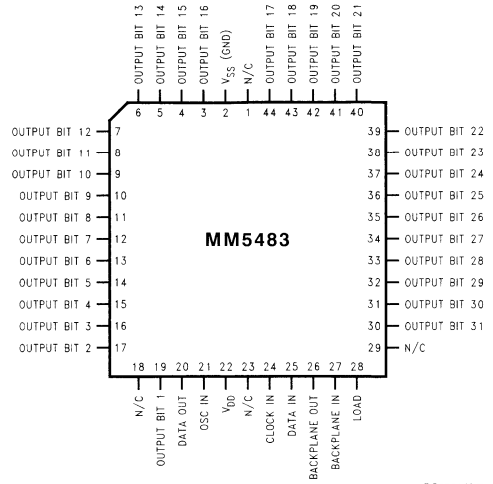 OUTPUT BIT 13
OUTPUT BIT 14
OUTPUT BIT 15
OUTPUT BIT 16
VSS (GND)
N/C
OUTPUT BIT 17
OUTPUT BIT 18
OUTPUT BIT 19
OUTPUT BIT 20
OUTPUT BIT 21
6 5 4 3 2 1 44 43 42 41 40
OUTPUT BIT 12 7
OUTPUT BIT 11 8
OUTPUT BIT 10 9
OUTPUT BIT 9 10
OUTPUT BIT 8 11
OUTPUT BIT 7 12
OUTPUT BIT 6 13
OUTPUT BIT 5 14
OUTPUT BIT 4 15
OUTPUT BIT 3 16
OUTPUT BIT 2 17
MM5483
39 OUTPUT BIT 22
38 OUTPUT BIT 23
37 OUTPUT BIT 24
36 OUTPUT BIT 25
35 OUTPUT BIT 26
34 OUTPUT BIT 27
33 OUTPUT BIT 28
32 OUTPUT BIT 29
31 OUTPUT BIT 30
30 OUTPUT BIT 31
29 N/C
18 19 20 21 22 23 24 25 26 27 28
N/C
OUTPUT BIT 1
DATA OUT
OSC IN
VDD
N/C
CLOCK IN
DATA IN
BACKPLANE OUT
BACKPLANE IN
LOAD